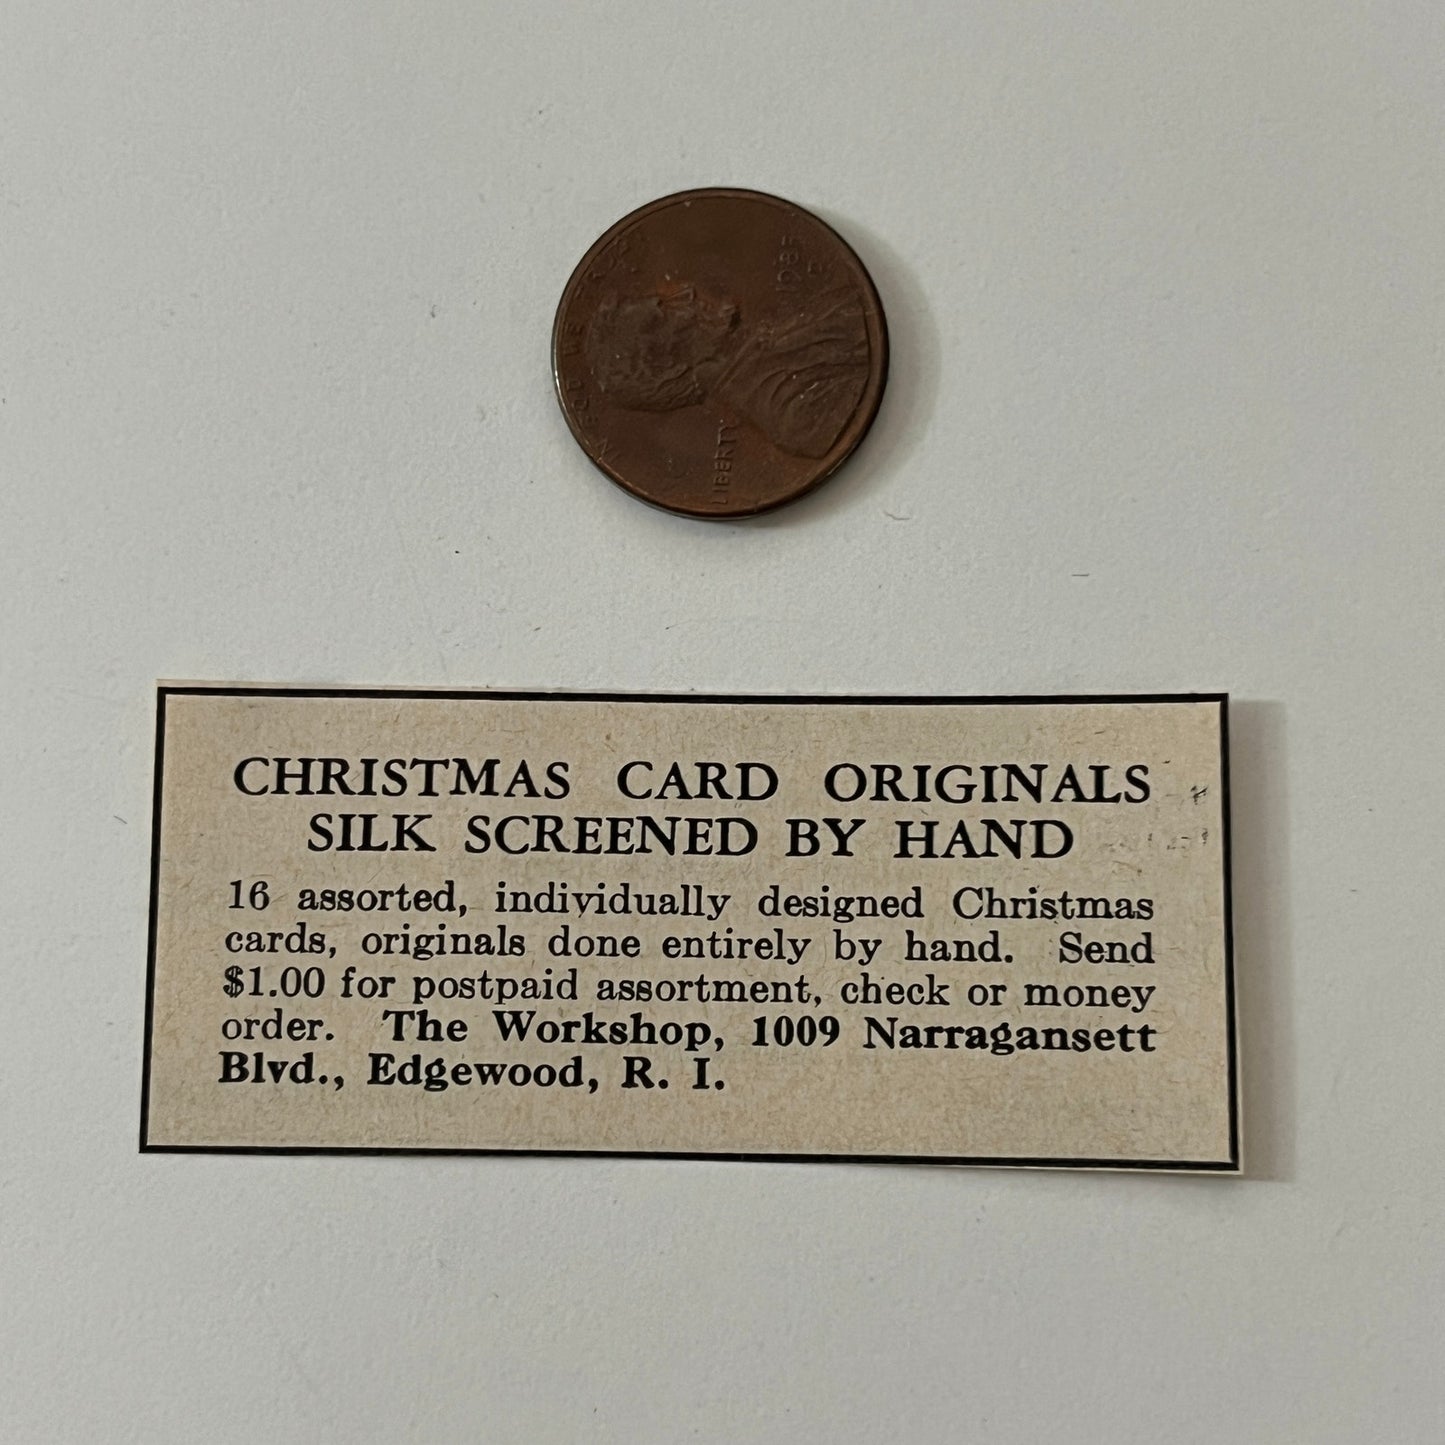 IN GOD WE TRUST
LIBERTY
1985
D
CHRISTMAS CARD ORIGINALS
SILK SCREENED BY HAND
16 assorted, individually designed Christmas
cards, originals done entirely by hand. Send
$1.00 for postpaid assortment, check or money
order. The Workshop, 1009 Narragansett
Blvd., Edgewood, R. I.